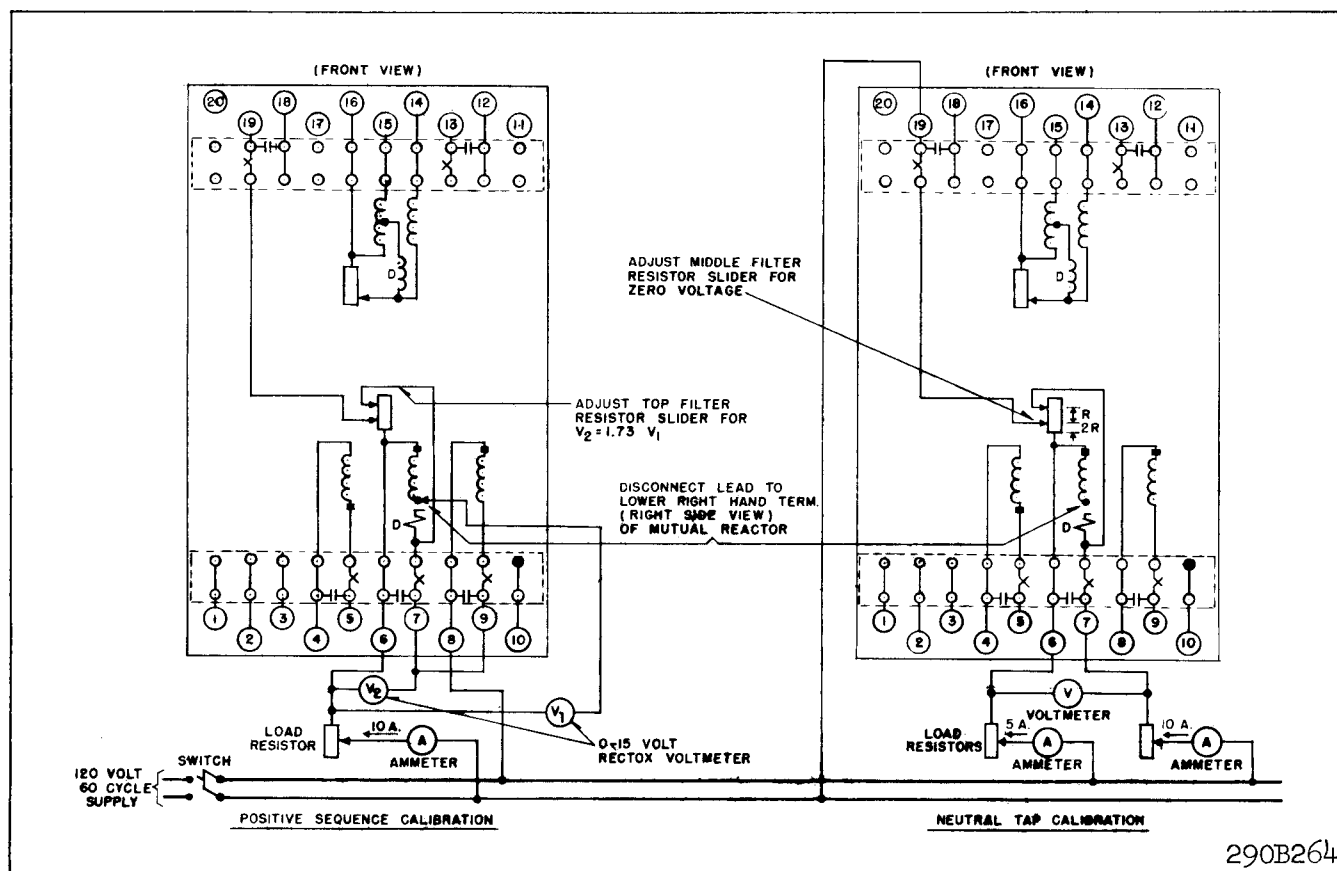 (FRONT VIEW)
20
19
18
17
16
15
14
13
12
11
D
ADJUST TOP FILTER
RESISTOR SLIDER FOR
V2=1.73 V1
DISCONNECT LEAD TO
LOWER RIGHT HAND TERM.
(RIGHT SIDE VIEW)
OF MUTUAL REACTOR
D
1
2
3
4
5
6
7
8
9
10
V2
V1
LOAD
RESISTOR
10 A.
A
AMMETER
0-15 VOLT
RECTOX VOLTMETER
120 VOLT
60 CYCLE
SUPPLY
SWITCH
POSITIVE SEQUENCE CALIBRATION
(FRONT VIEW)
20
19
18
17
16
15
14
13
12
11
D
ADJUST MIDDLE FILTER
RESISTOR SLIDER FOR
ZERO VOLTAGE
R
2R
D
1
2
3
4
5
6
7
8
9
10
V
VOLTMETER
LOAD
RESISTORS
5 A.
A
AMMETER
10 A.
A
AMMETER
NEUTRAL TAP CALIBRATION
290B264